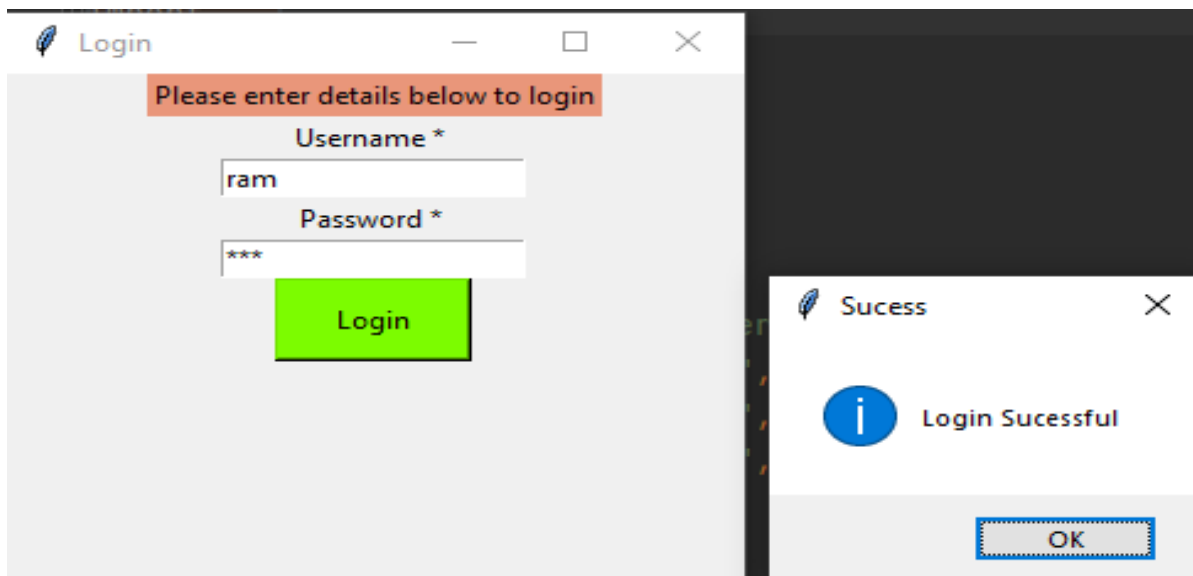 Login
Please enter details below to login
Username *
ram
Password *
***
Login
Sucess
Login Sucessful
OK